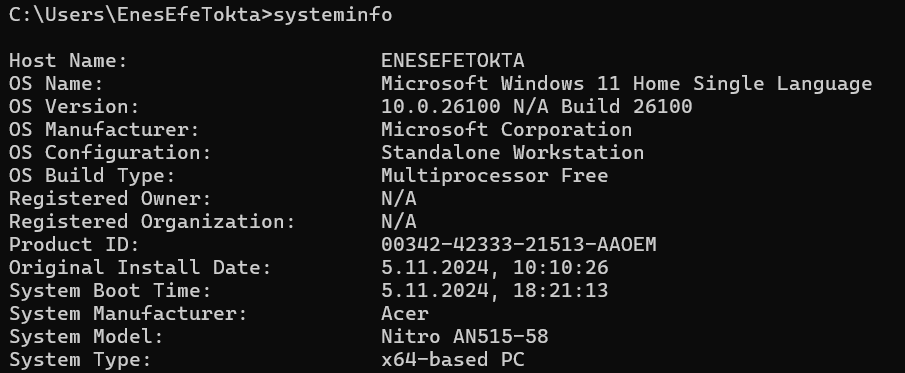 C:\Users\EnesEfeTokta>systeminfo
Host Name: ENESEFETOKTA
OS Name: Microsoft Windows 11 Home Single Language
OS Version: 10.0.26100 N/A Build 26100
OS Manufacturer: Microsoft Corporation
OS Configuration: Standalone Workstation
OS Build Type: Multiprocessor Free
Registered Owner: N/A
Registered Organization: N/A
Product ID: 00342-42333-21513-AAOEM
Original Install Date: 5.11.2024, 10:10:26
System Boot Time: 5.11.2024, 18:21:13
System Manufacturer: Acer
System Model: Nitro AN515-58
System Type: x64-based PC